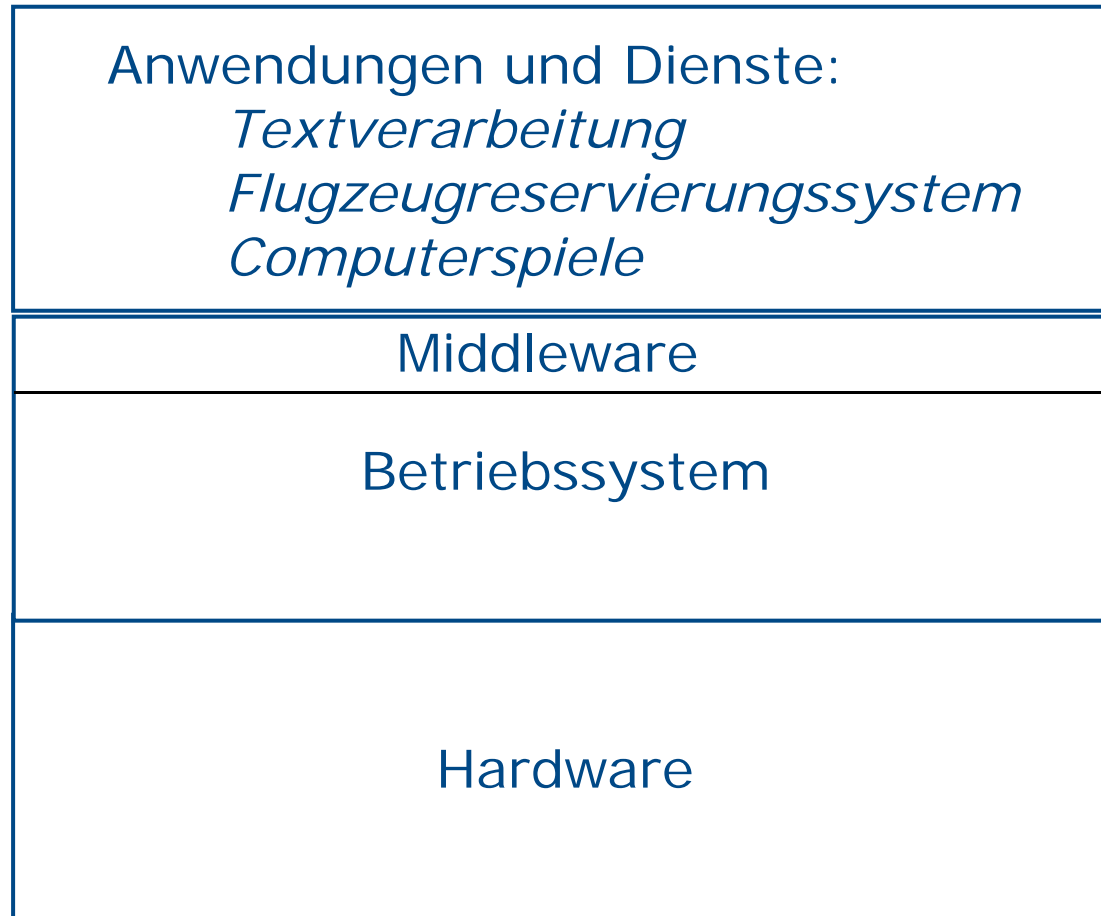 Anwendungen und Dienste:
Textverarbeitung
Flugzeugreservierungssystem
Computerspiele
Middleware
Betriebssystem
Hardware